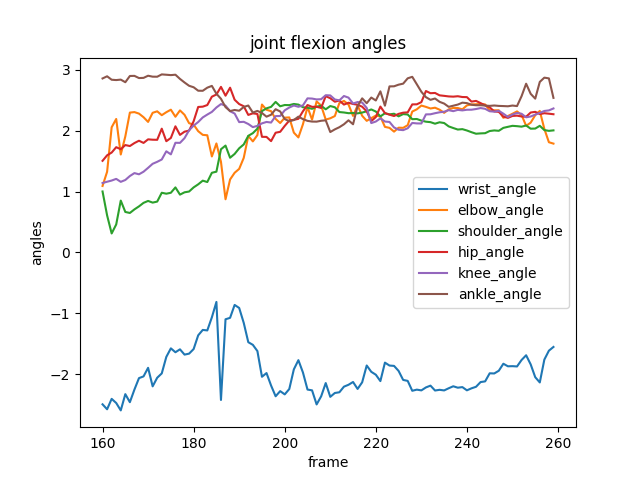 joint flexion angles
3
2
1
0
−1
−2
angles
wrist_angle
elbow_angle
shoulder_angle
hip_angle
knee_angle
ankle_angle
160 180 200 220 240 260
frame